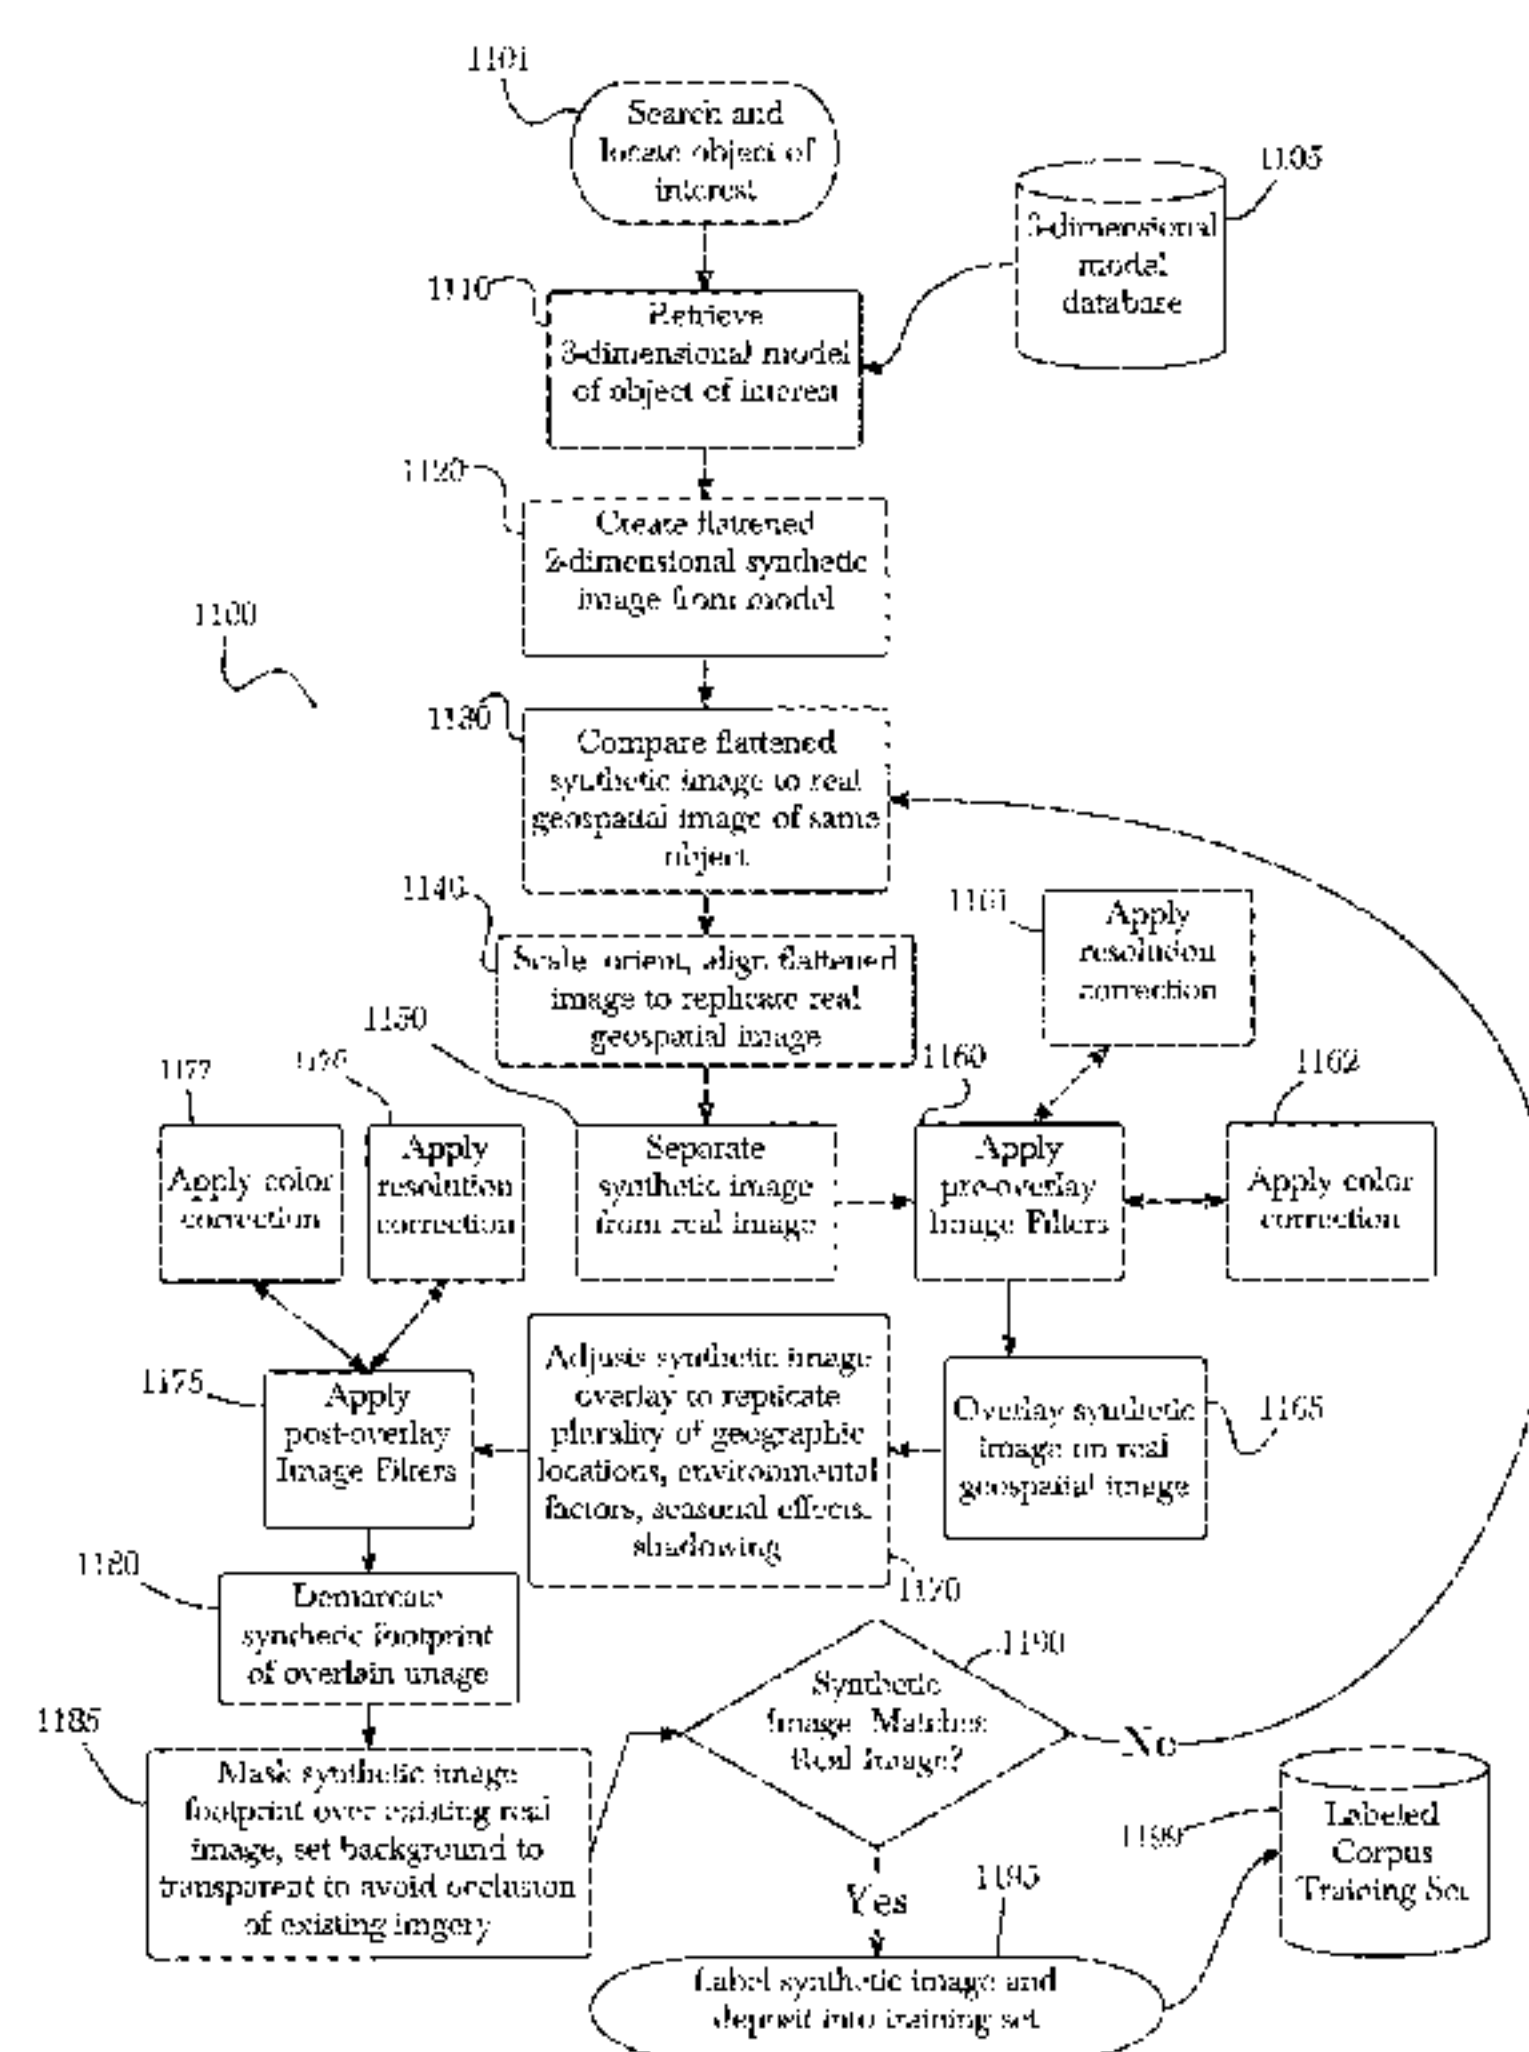 1101
Search and
locate object of
interest
1105
3-dimensional
model
database
1110
Retrieve
3-dimensional model
of object of interest
1120
Create flattened
2-dimensional synthetic
image from model
1100
1130
Compare flattened
synthetic image to real
geospatial image of same
object
1140
Scale, orient, align flattened
image to replicate real
geospatial image
1161
Apply
resolution
correction
1150
1160
1162
1177
1176
Apply color
correction
Apply
resolution
correction
Separate
synthetic image
from real image
Apply
pre-overlay
Image Filters
Apply color
correction
1175
Apply
post-overlay
Image Filters
Adjusts synthetic image
overlay to replicate
plurality of geographic
locations, environmental
factors, seasonal effects,
shadowing
1170
Overlay synthetic
image on real
geospatial image
1165
1180
Demarcate
synthetic footprint
of overlain image
1185
Mask synthetic image
footprint over existing real
image, set background to
transparent to avoid occlusion
of existing imgery
1190
Synthetic
Image Matches
Real Image?
No
Yes
1195
Label synthetic image and
deposit into training set
1199
Labeled
Corpus
Training Set